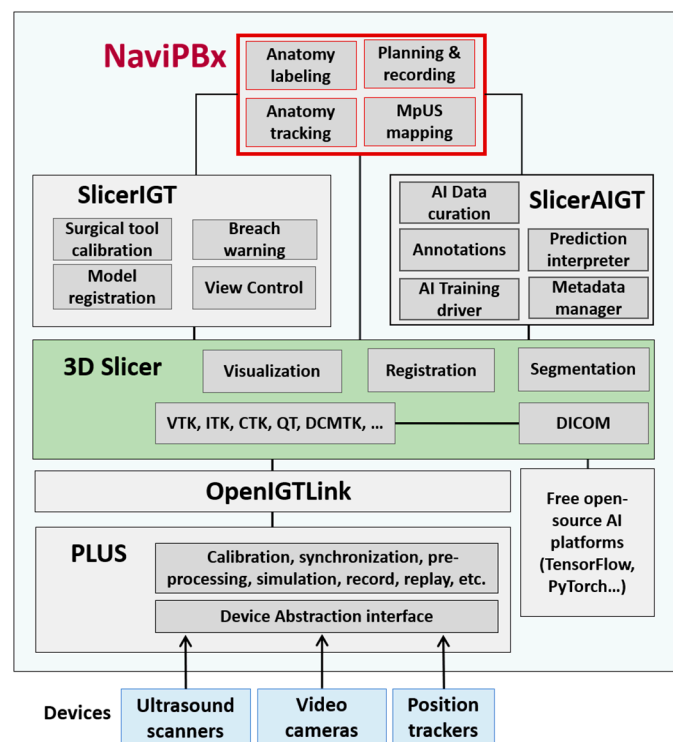 NaviPBx
Anatomy
labeling
Planning &
recording
Anatomy
tracking
MpUS
mapping
SlicerIGT
Surgical tool
calibration
Breach
warning
Model
registration
View Control
AI Data
curation
SlicerAIGT
Annotations
Prediction
interpreter
AI Training
driver
Metadata
manager
3D Slicer
Visualization
Registration
Segmentation
VTK, ITK, CTK, QT, DCMTK, ...
DICOM
OpenIGTLink
Free open-
source AI
platforms
(TensorFlow,
PyTorch...)
PLUS
Calibration, synchronization, pre-
processing, simulation, record, replay, etc.
Device Abstraction interface
Devices
Ultrasound
scanners
Video
cameras
Position
trackers